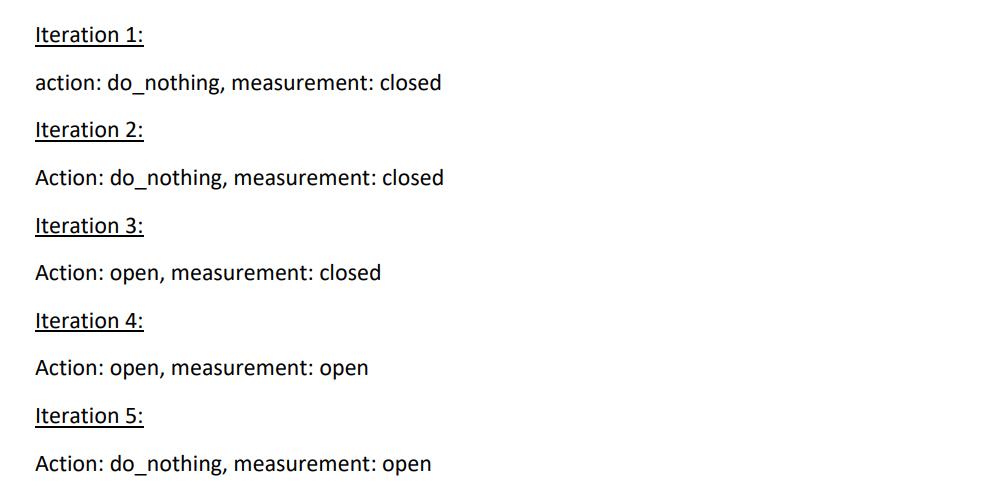 Iteration 1:
action: do_nothing, measurement: closed
Iteration 2:
Action: do_nothing, measurement: closed
Iteration 3:
Action: open, measurement: closed
Iteration 4:
Action: open, measurement: open
Iteration 5:
Action: do_nothing, measurement: open